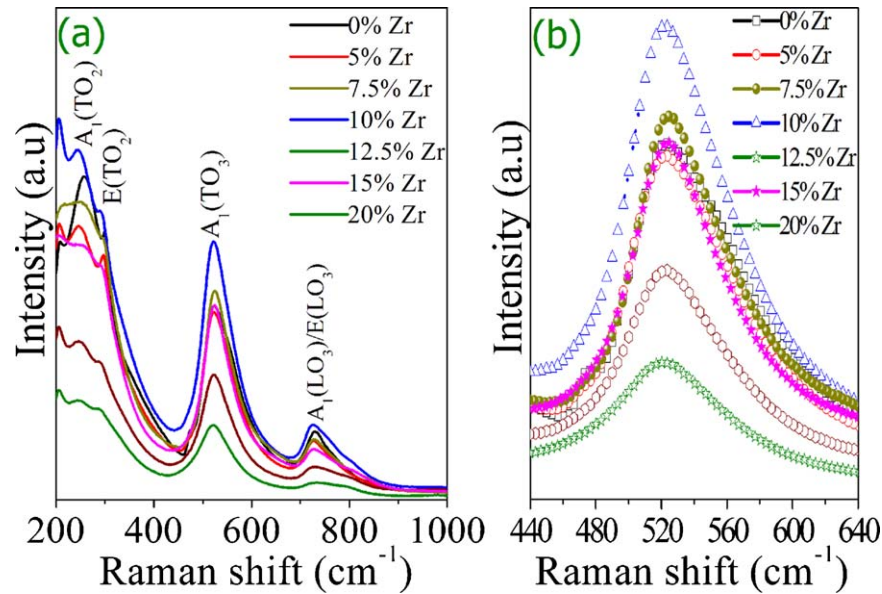 (a)
0% Zr
5% Zr
7.5% Zr
10% Zr
12.5% Zr
15% Zr
20% Zr
A₁(TO₂)
E(TO₂)
A₁(TO₃)
A₁(LO₃)/E(LO₃)
Intensity (a.u)
200 400 600 800 1000
Raman shift (cm⁻¹)
(b)
0% Zr
5% Zr
7.5% Zr
10% Zr
12.5% Zr
15% Zr
20% Zr
Intensity (a.u)
440 480 520 560 600 640
Raman shift (cm⁻¹)